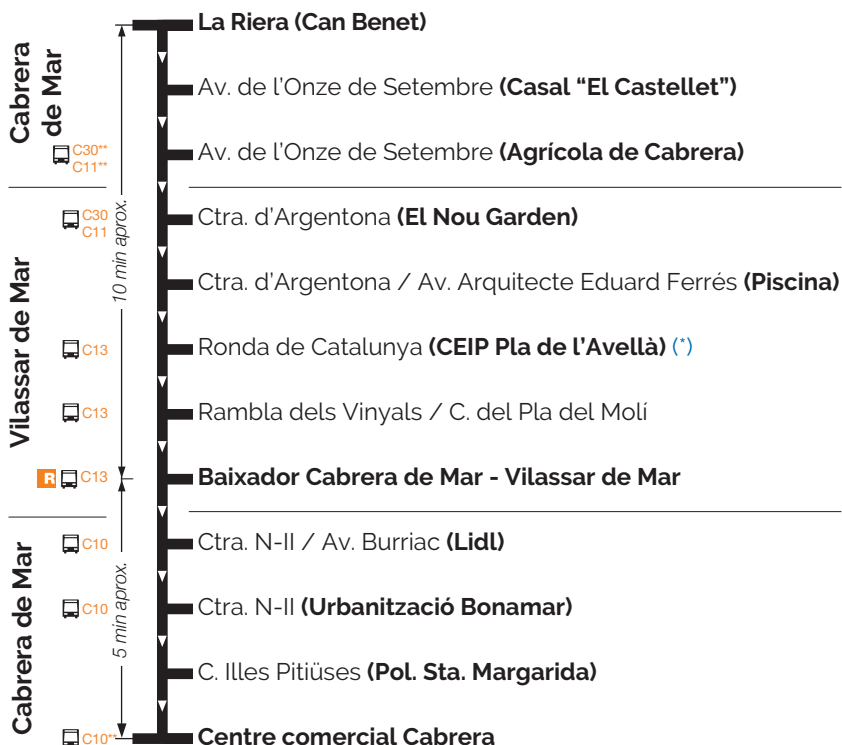 La Riera (Can Benet)
Av. de l’Onze de Setembre (Casal “El Castellet”)
Cabrera
de Mar
C30**
C11**
Av. de l’Onze de Setembre (Agrícola de Cabrera)
C30
C11
Ctra. d’Argentona (El Nou Garden)
10 min aprox.
Ctra. d’Argentona / Av. Arquitecte Eduard Ferrés (Piscina)
Vilassar de Mar
C13
Ronda de Catalunya (CEIP Pla de l’Avellà) (*)
C13
Rambla dels Vinyals / C. del Pla del Molí
R
C13
Baixador Cabrera de Mar - Vilassar de Mar
C10
Ctra. N-II / Av. Burriac (Lidl)
Cabrera de Mar
C10
Ctra. N-II (Urbanització Bonamar)
5 min aprox.
C. Illes Pitiüses (Pol. Sta. Margarida)
C10**
Centre comercial Cabrera